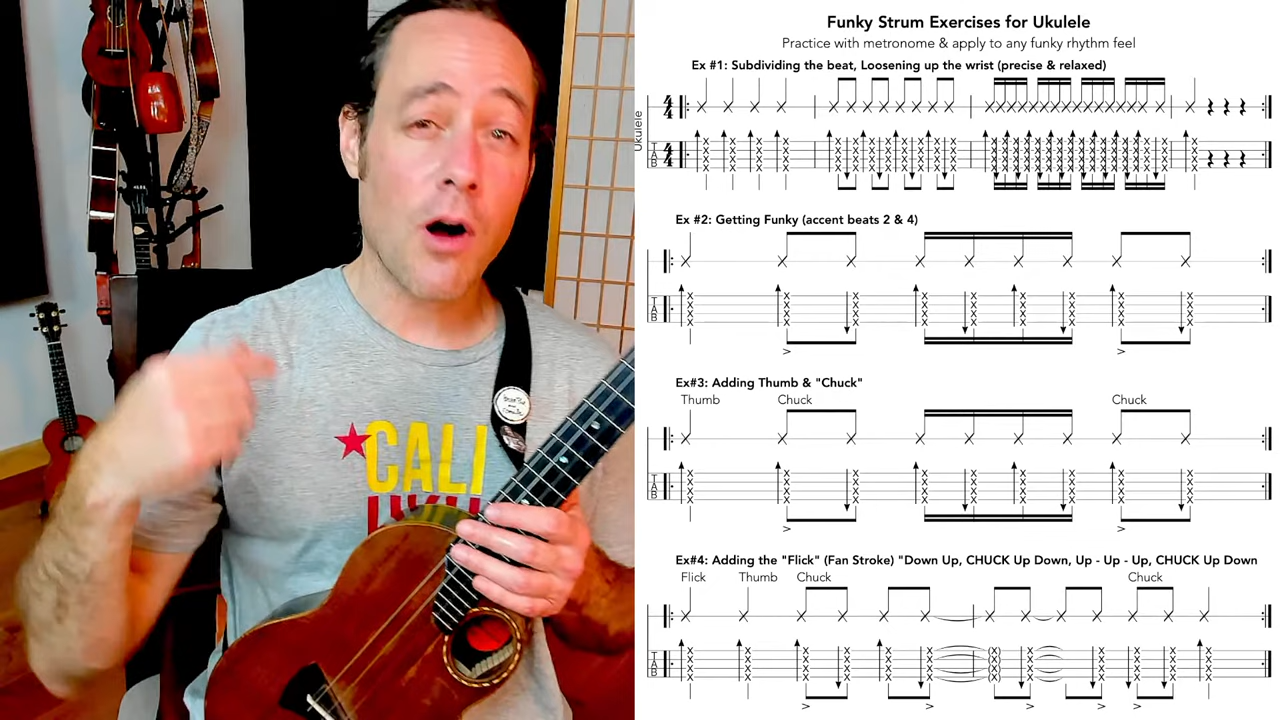 Funky Strum Exercises for Ukulele
Practice with metronome & apply to any funky rhythm feel
Ex #1: Subdividing the beat, Loosening up the wrist (precise & relaxed)
Ukulele
Ex #2: Getting Funky (accent beats 2 & 4)
Ex#3: Adding Thumb & "Chuck"
Thumb Chuck Chuck
Ex#4: Adding the "Flick" (Fan Stroke) "Down Up, CHUCK Up Down, Up - Up - Up, CHUCK Up Down
Flick Thumb Chuck Chuck
CALI